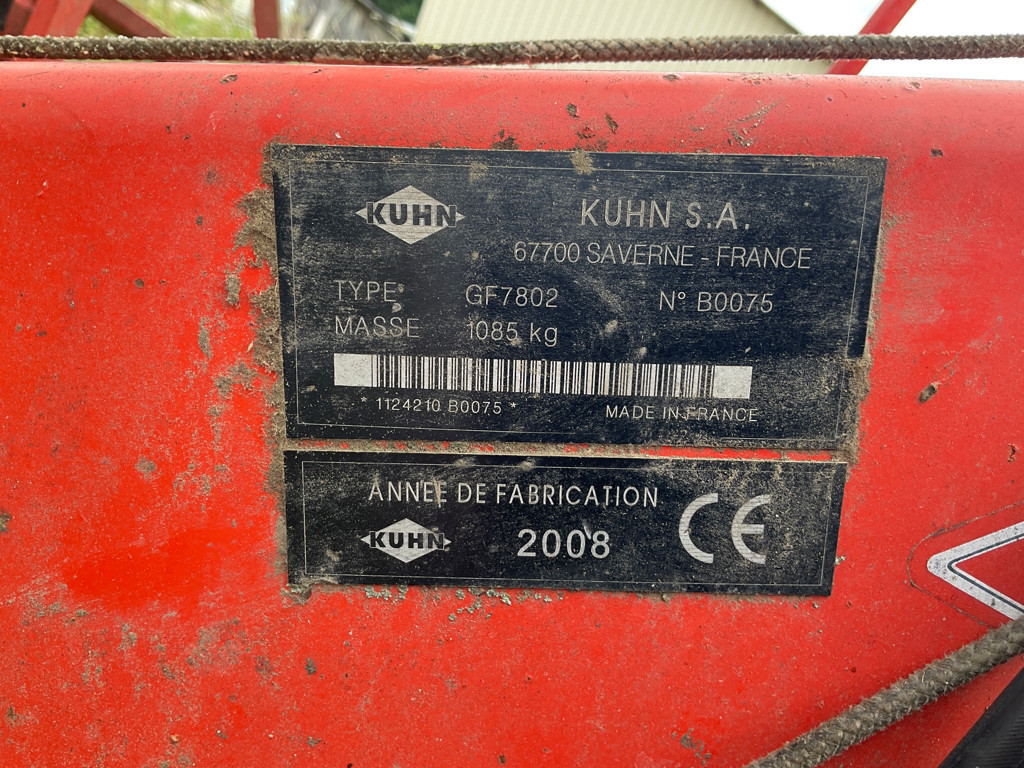 KUHN
KUHN S.A.
67700 SAVERNE - FRANCE
TYPE GF7802 N° B0075
MASSE 1085 kg
* 1124210 B0075 * MADE IN FRANCE
ANNEE DE FABRICATION
KUHN 2008 CE